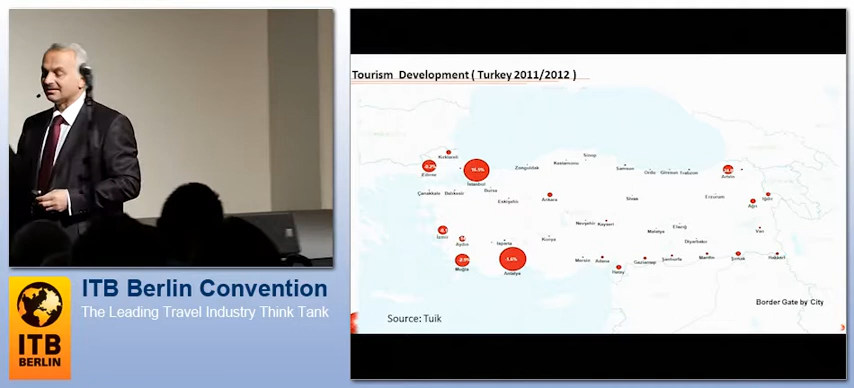 Tourism Development ( Turkey 2011/2012 )
Kırklareli
Edirne
16.5%
İstanbul
Zonguldak
Kastamonu
Sinop
Samsun
Ordu
Giresun
Trabzon
Artvin
Çanakkale
Balıkesir
Bursa
Eskişehir
Ankara
Sivas
Erzurum
Ağrı
Iğdır
İzmir
Aydın
Isparta
Konya
Nevşehir
Kayseri
Malatya
Elazığ
Diyarbakır
Van
Muğla
Antalya
Mersin
Adana
Hatay
Gaziantep
Şanlıurfa
Mardin
Şırnak
Hakkari
Border Gate by City
Source: Tuik
ITB Berlin Convention
The Leading Travel Industry Think Tank
ITB
BERLIN